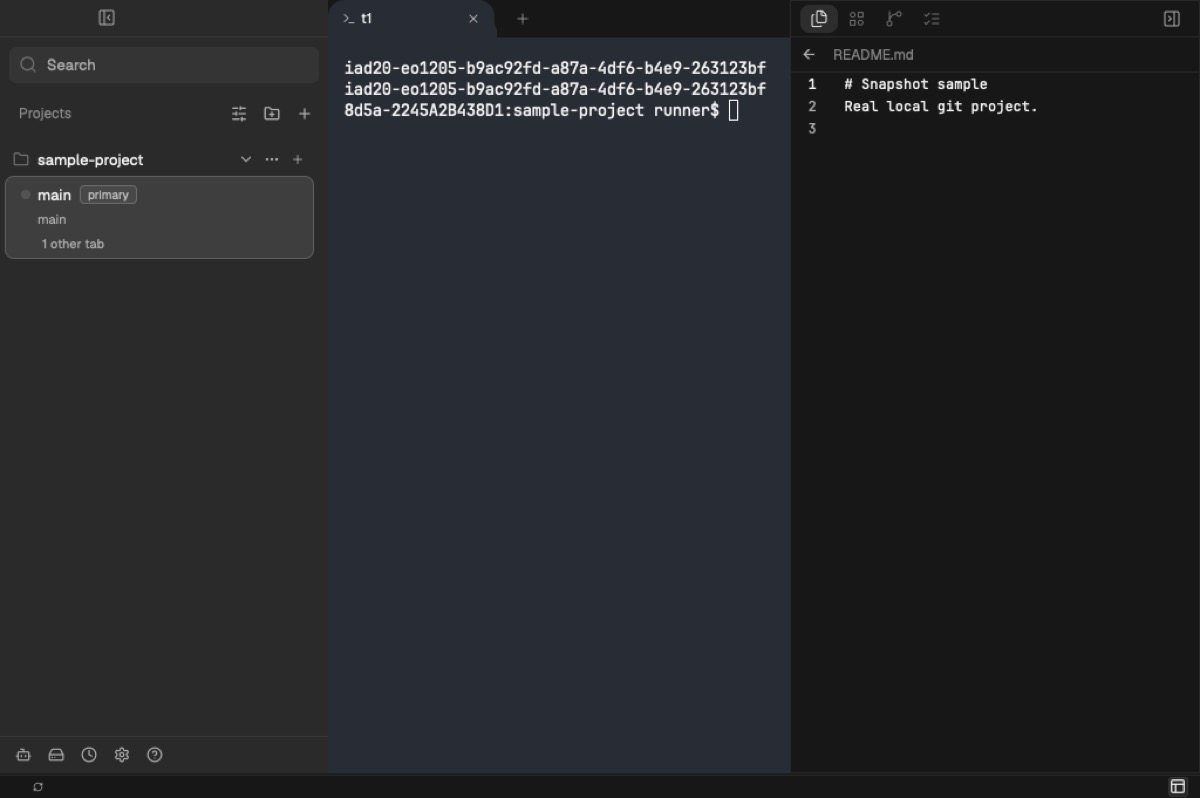 t1
Search
Projects
sample-project
main primary
main
1 other tab
iad20-eo1205-b9ac92fd-a87a-4df6-b4e9-263123bf
iad20-eo1205-b9ac92fd-a87a-4df6-b4e9-263123bf
8d5a-2245A2B438D1:sample-project runner$
README.md
1 # Snapshot sample
2 Real local git project.
3